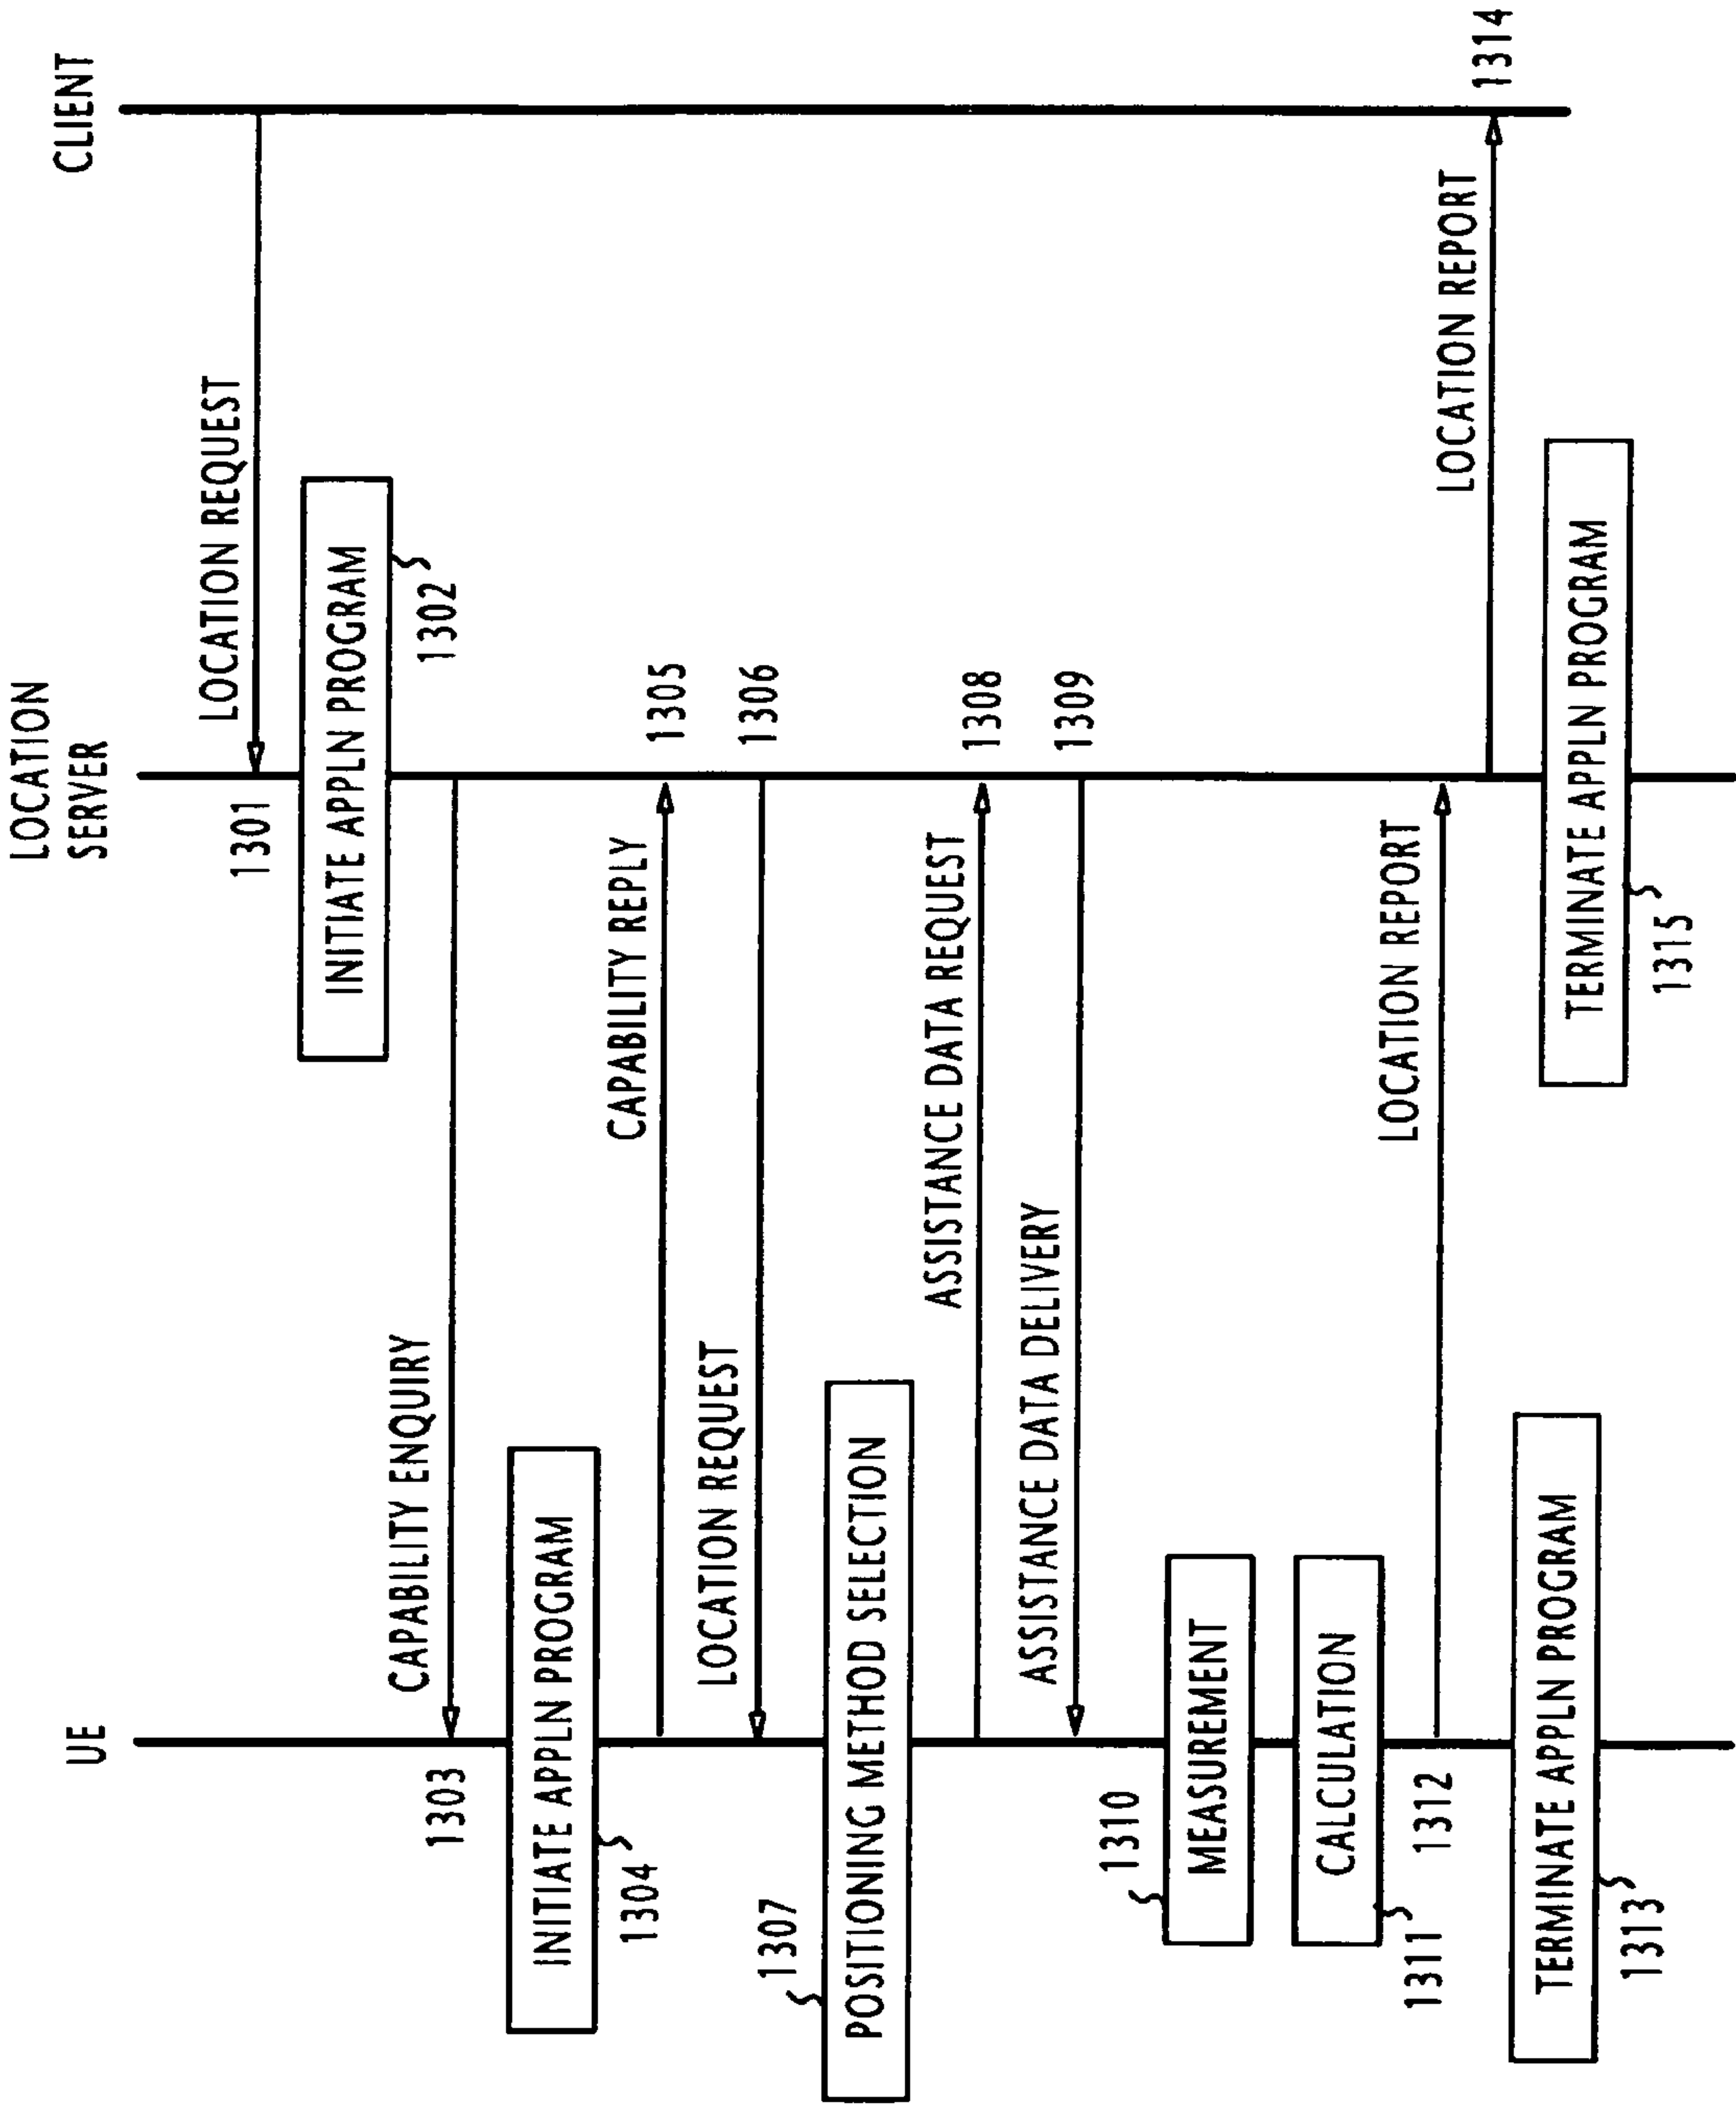 UE
LOCATION
SERVER
CLIENT
LOCATION REQUEST
1301
INITIATE APPLN PROGRAM
1302
CAPABILITY ENQUIRY
1303
INITIATE APPLN PROGRAM
1304
CAPABILITY REPLY
1305
LOCATION REQUEST
1306
1307
POSITIONING METHOD SELECTION
ASSISTANCE DATA REQUEST
1308
ASSISTANCE DATA DELIVERY
1309
1310
MEASUREMENT
CALCULATION
1311
LOCATION REPORT
1312
LOCATION REPORT
1314
TERMINATE APPLN PROGRAM
1313
TERMINATE APPLN PROGRAM
1315